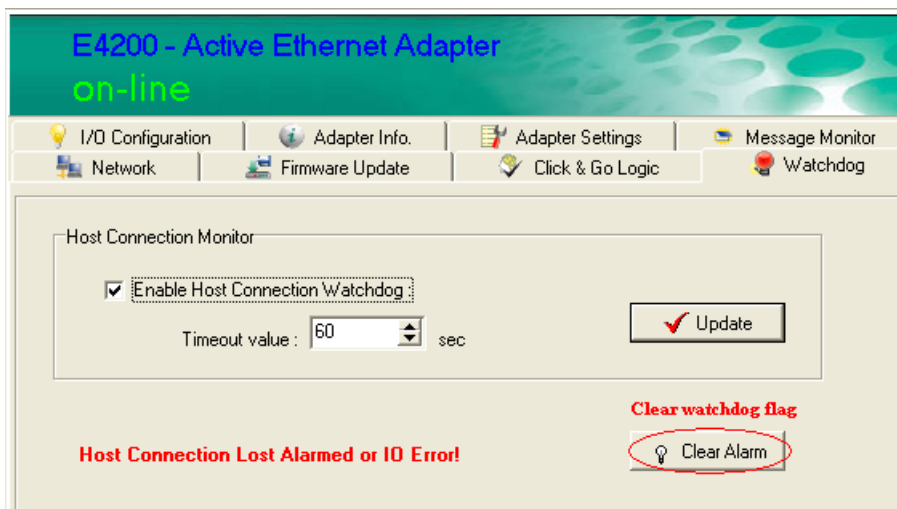 E4200 - Active Ethernet Adapter
on-line
I/O Configuration
Adapter Info.
Adapter Settings
Message Monitor
Network
Firmware Update
Click & Go Logic
Watchdog
Host Connection Monitor
Enable Host Connection Watchdog :
Timeout value : 60 sec
Update
Clear watchdog flag
Host Connection Lost Alarmed or IO Error!
Clear Alarm